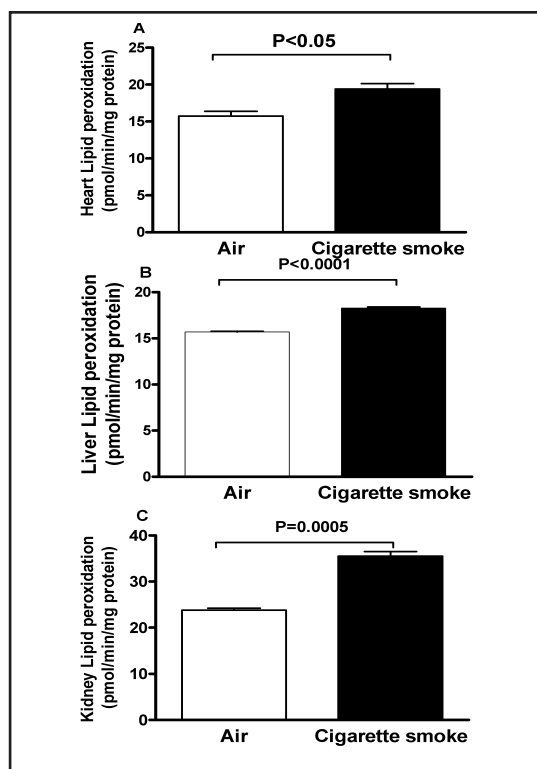 A
P<0.05
Heart Lipid peroxidation
(pmol/min/mg protein)
25
20
15
10
5
0
Air Cigarette smoke
B
P<0.0001
Liver Lipid peroxidation
(pmol/min/mg protein)
20
15
10
5
0
Air Cigarette smoke
C
P=0.0005
Kidney Lipid peroxidation
(pmol/min/mg protein)
40
30
20
10
0
Air Cigarette smoke